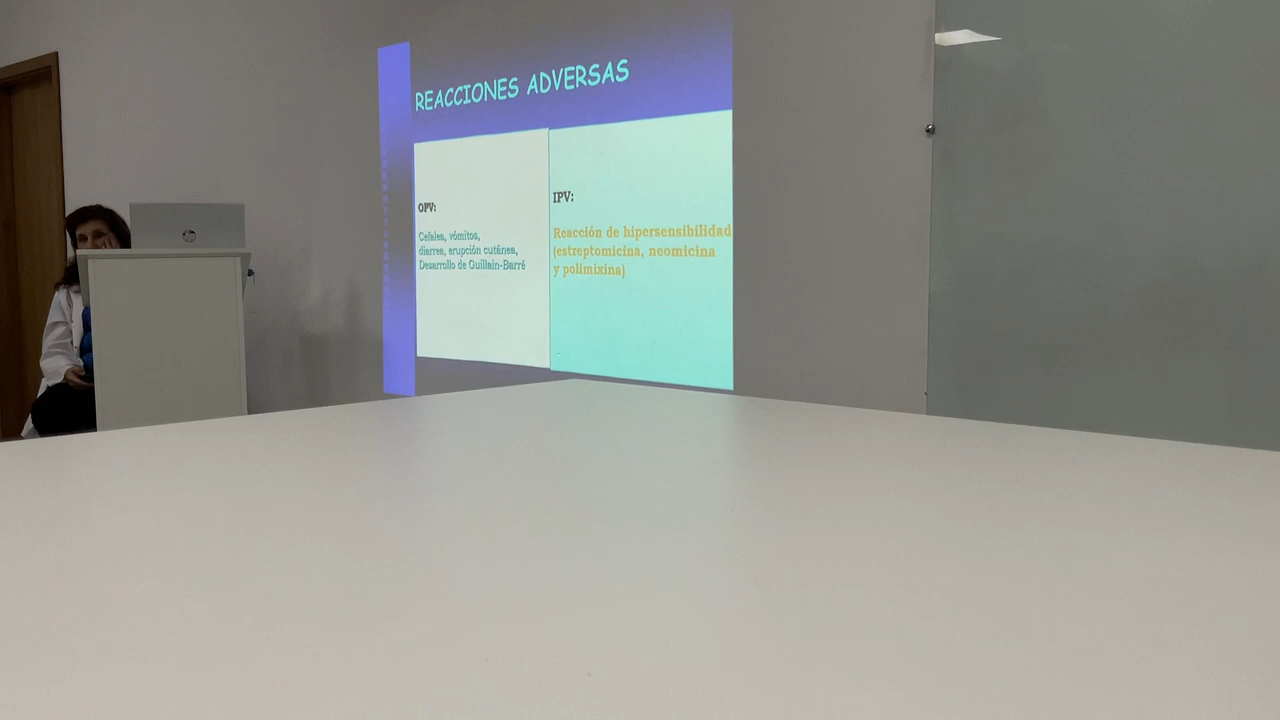 REACCIONES ADVERSAS
OPV:
Cefalea, vómitos,
diarrea, erupción cutánea,
Desarrollo de Guillain-Barré
IPV:
Reacción de hipersensibilidad
(estreptomicina, neomicina
y polimixina)
hp